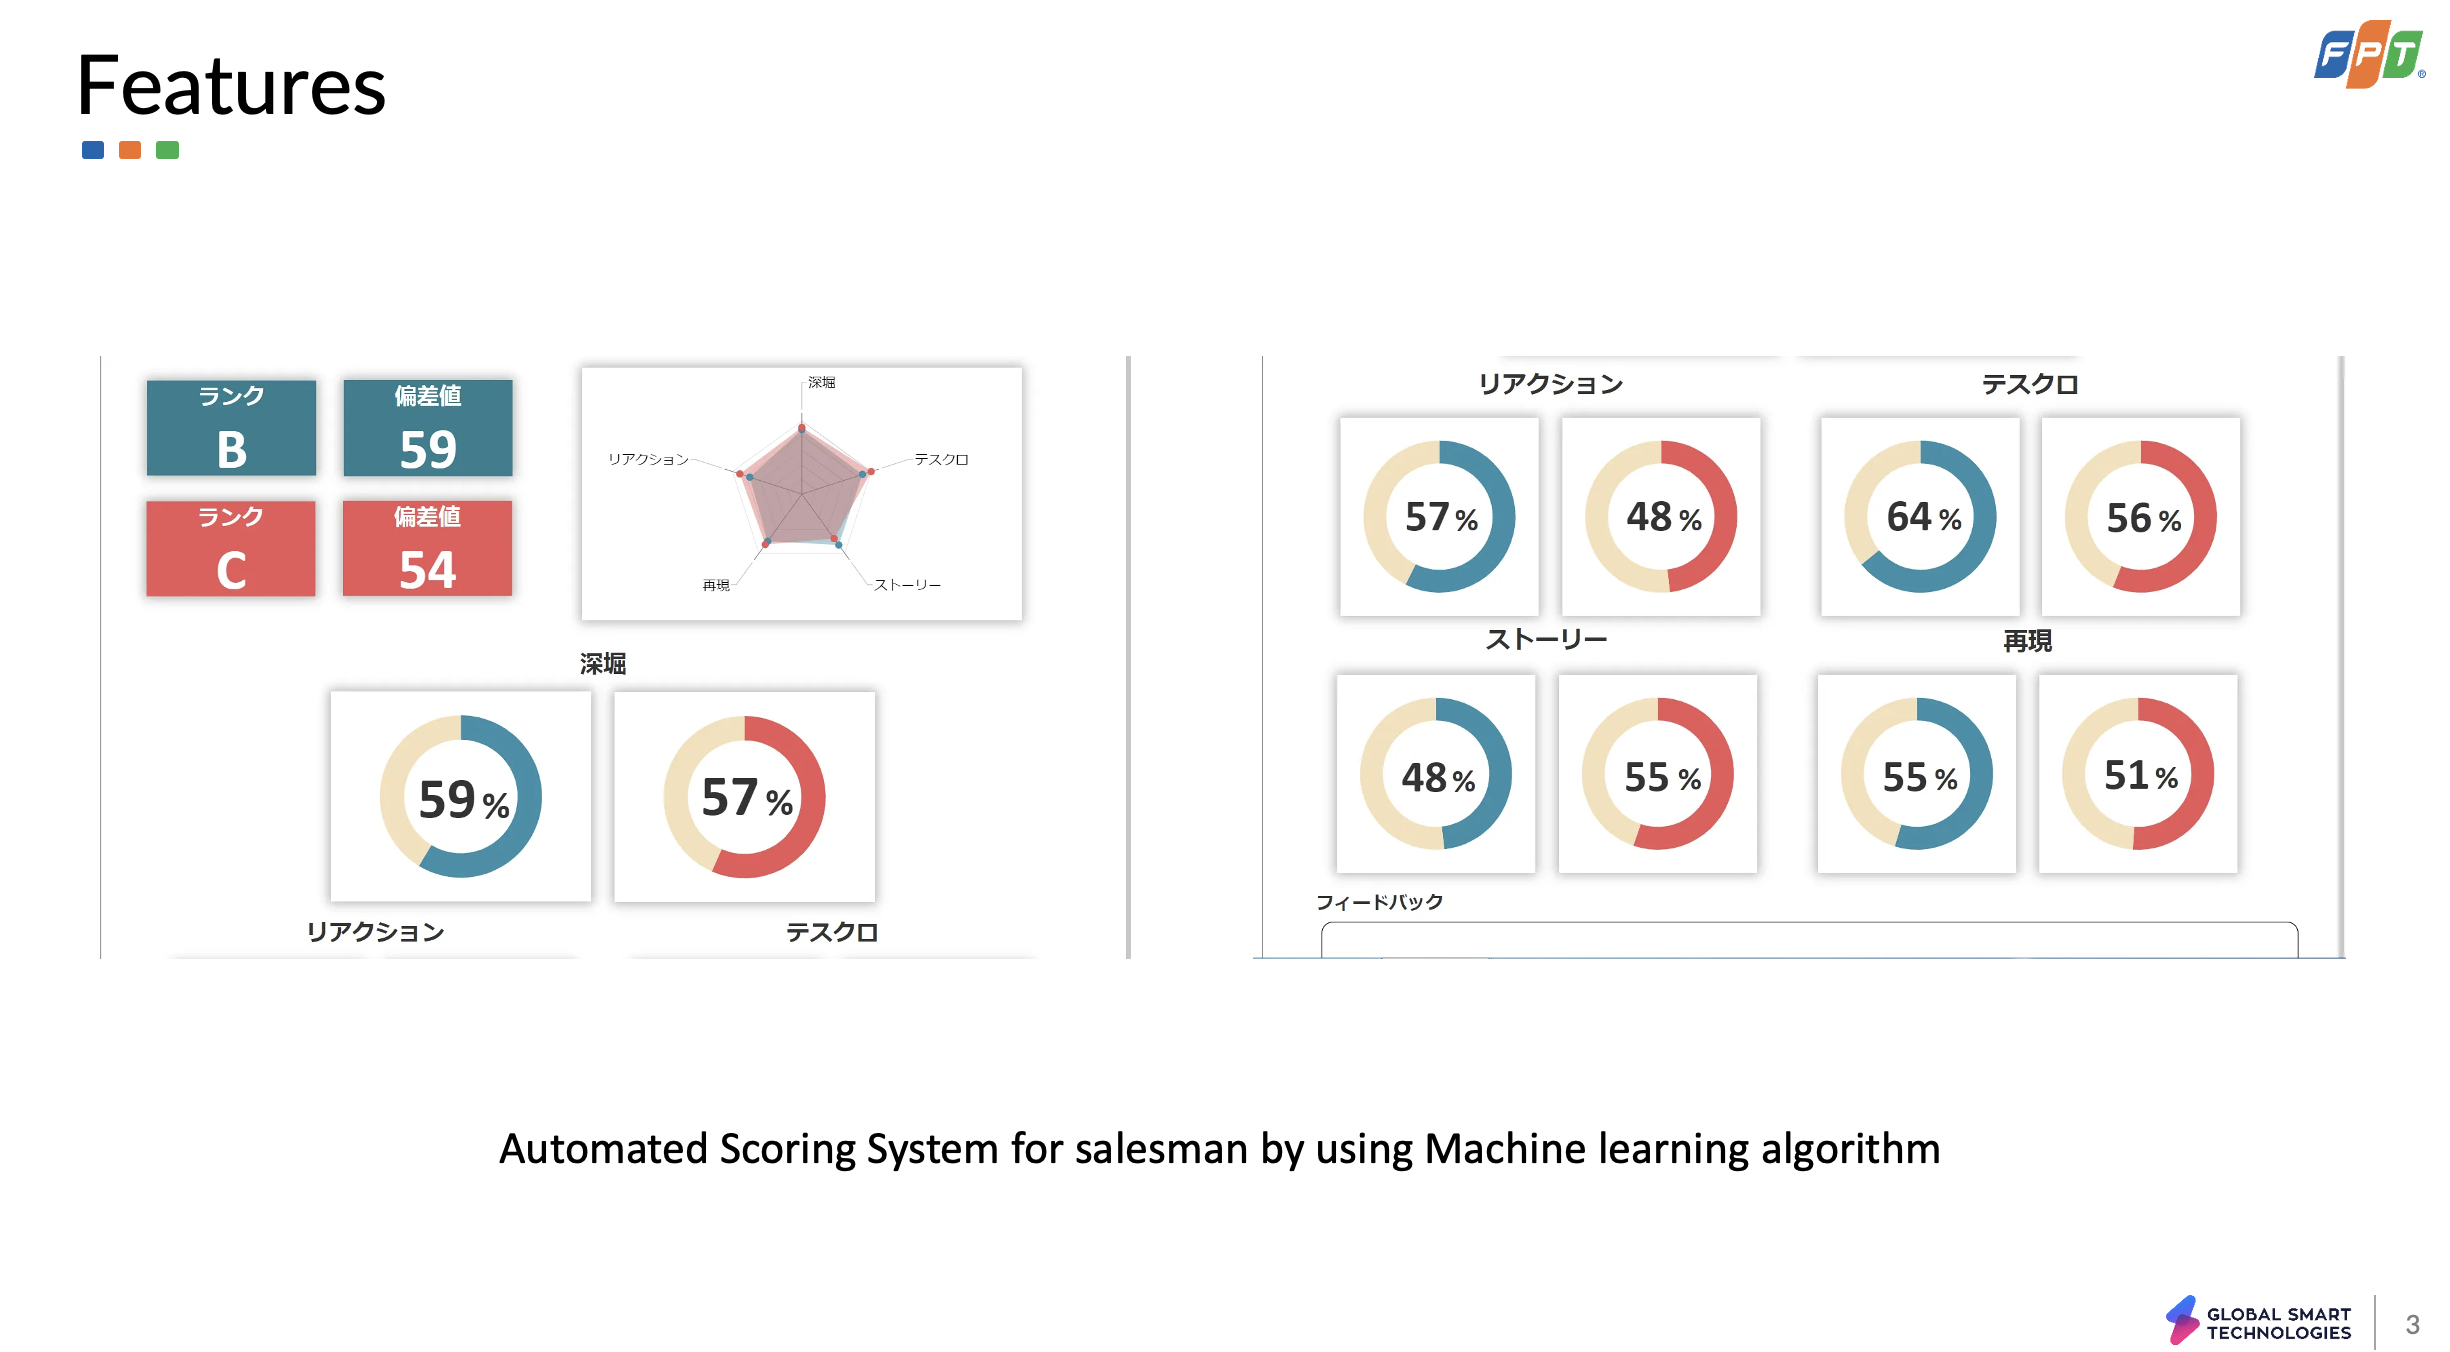 Features
FPT
ランク
B
偏差値
59
ランク
C
偏差値
54
深堀
リアクション
テスクロ
再現
ストーリー
深堀
59 %
57 %
リアクション
テスクロ
リアクション
テスクロ
57 %
48 %
64 %
56 %
ストーリー
再現
48 %
55 %
55 %
51 %
フィードバック
Automated Scoring System for salesman by using Machine learning algorithm
GLOBAL SMART
TECHNOLOGIES
3